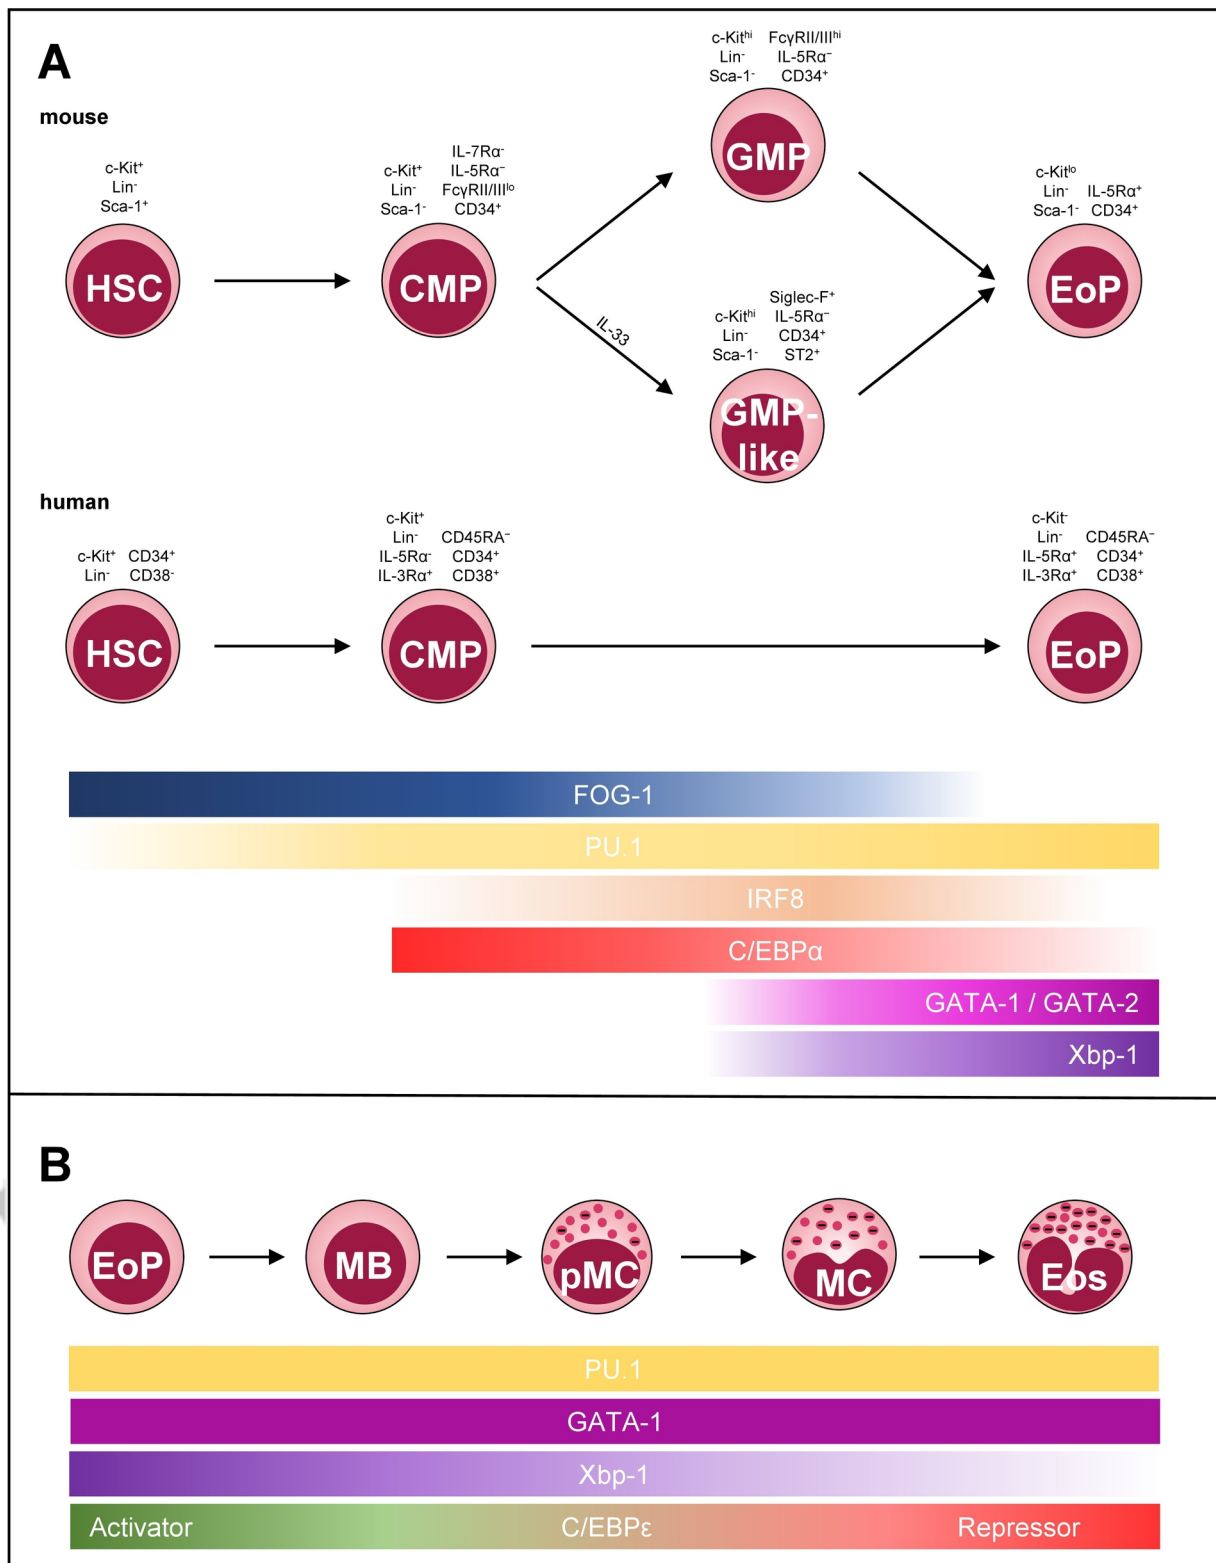 A
mouse
c-Kit⁺
Lin⁻
Sca-1⁺
HSC
c-Kit⁺
Lin⁻
Sca-1⁻
IL-7Rα⁻
IL-5Rα⁻
FcγRII/IIIˡᵒ
CD34⁺
CMP
c-Kitʰⁱ
Lin⁻
Sca-1⁻
FcγRII/IIIʰⁱ
IL-5Rα⁻
CD34⁺
GMP
IL-33
c-Kitʰⁱ
Lin⁻
Sca-1⁻
Siglec-F⁺
IL-5Rα⁻
CD34⁺
ST2⁺
GMP-
like
c-Kitˡᵒ
Lin⁻
Sca-1⁻
IL-5Rα⁺
CD34⁺
EoP
human
c-Kit⁺
Lin⁻
CD34⁺
CD38⁻
HSC
c-Kit⁺
Lin⁻
IL-5Rα⁻
IL-3Rα⁺
CD45RA⁻
CD34⁺
CD38⁺
CMP
c-Kit⁻
Lin⁻
IL-5Rα⁺
IL-3Rα⁺
CD45RA⁻
CD34⁺
CD38⁺
EoP
FOG-1
PU.1
IRF8
C/EBPα
GATA-1 / GATA-2
Xbp-1
B
EoP
MB
pMC
MC
Eos
PU.1
GATA-1
Xbp-1
Activator C/EBPε Repressor